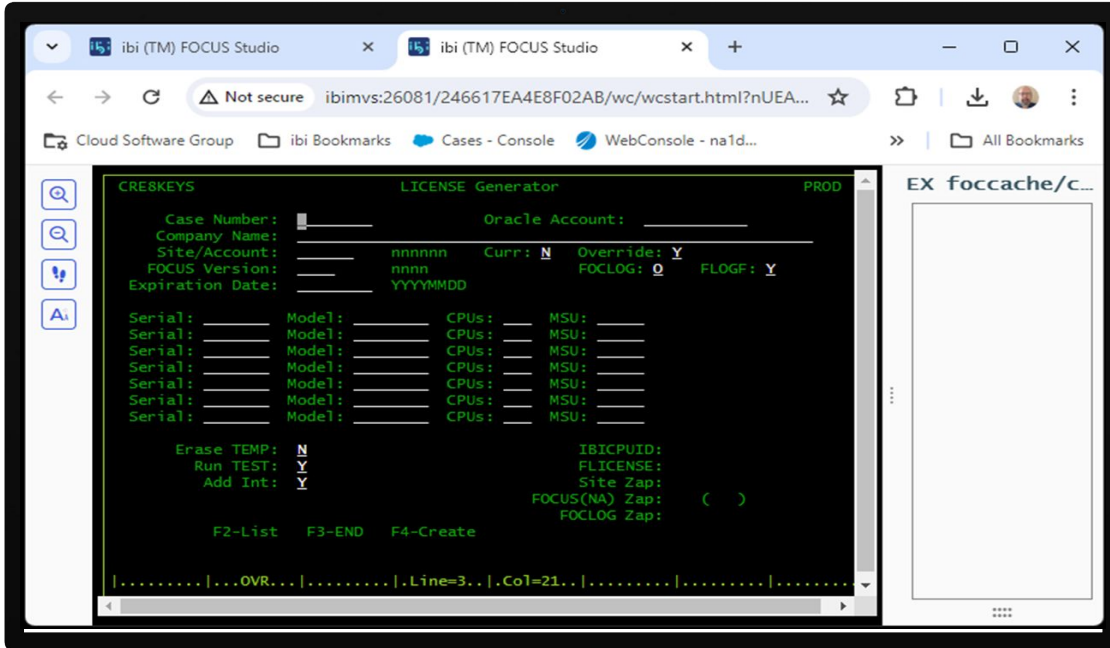 ibi (TM) FOCUS Studio
ibi (TM) FOCUS Studio
Not secure ibimvs:26081/246617EA4E8F02AB/wc/wcstart.html?nUEA...
Cloud Software Group ibi Bookmarks Cases - Console WebConsole - na1d... » All Bookmarks
CRE8KEYS LICENSE Generator PROD
Case Number: Oracle Account:
Company Name:
Site/Account: nnnnnn Curr: N Override: Y
FOCUS Version: nnnn FOCLOG: O FLOGF: Y
Expiration Date: YYYYMMDD
Serial: Model: CPUs: MSU:
Serial: Model: CPUs: MSU:
Serial: Model: CPUs: MSU:
Serial: Model: CPUs: MSU:
Serial: Model: CPUs: MSU:
Serial: Model: CPUs: MSU:
Serial: Model: CPUs: MSU:
Erase TEMP: N IBICPUID:
Run TEST: Y FLICENSE:
Add Int: Y Site Zap:
FOCUS(NA) Zap: ( )
FOCLOG Zap:
F2-List F3-END F4-Create
|.........|...OVR...|.........|.Line=3..|.Col=21..|.........|.........|........
EX foccache/c...